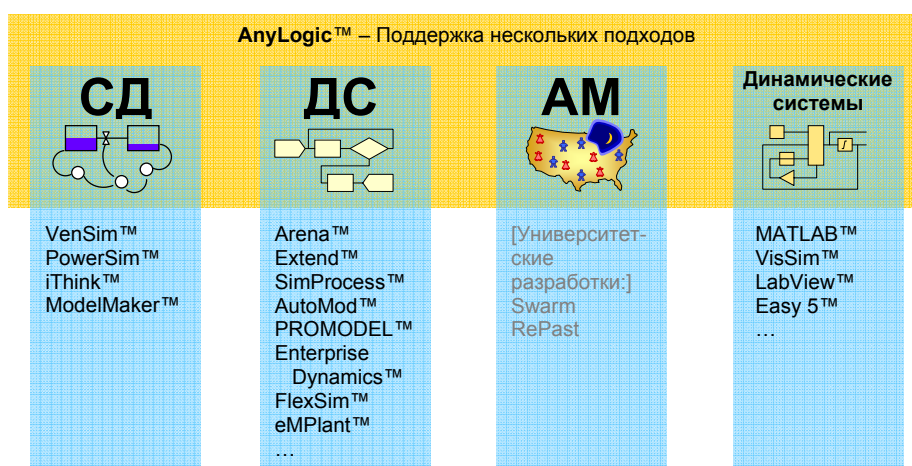 AnyLogic™ – Поддержка нескольких подходов
СД
ДС
АМ
Динамические
системы
VenSim™
PowerSim™
iThink™
ModelMaker™
Arena™
Extend™
SimProcess™
AutoMod™
PROMODEL™
Enterprise
Dynamics™
FlexSim™
eMPlant™
…
[Университет-
ские
разработки:]
Swarm
RePast
MATLAB™
VisSim™
LabView™
Easy 5™
…